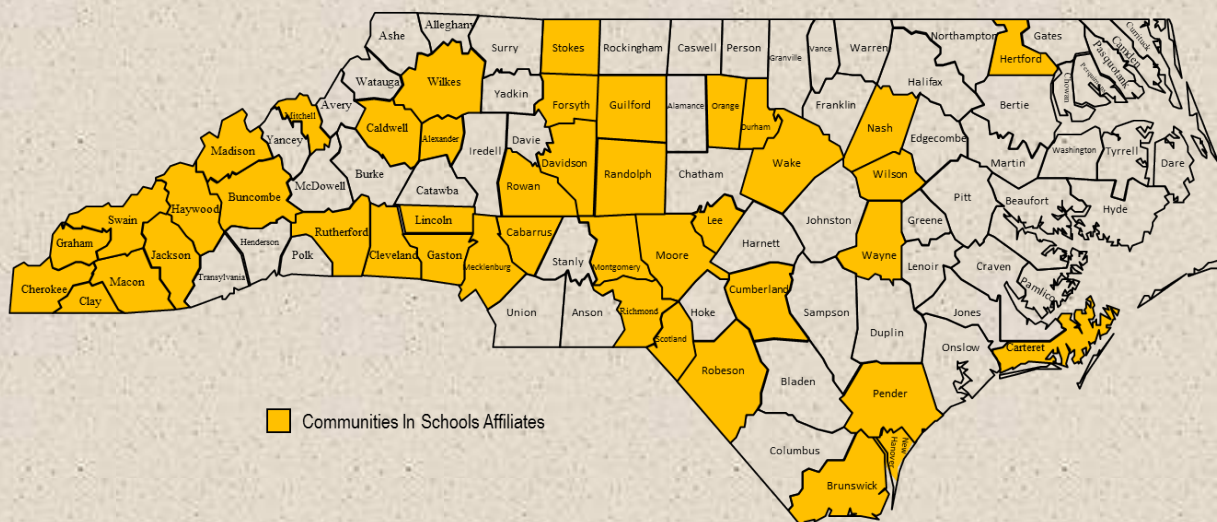 Alleghany
Ashe
Surry
Stokes
Rockingham
Caswell
Person
Granville
Vance
Warren
Northampton
Hertford
Gates
Currituck
Camden
Pasquotank
Perquimans
Chowan
Watauga
Wilkes
Yadkin
Forsyth
Guilford
Alamance
Orange
Durham
Franklin
Halifax
Bertie
Mitchell
Avery
Caldwell
Alexander
Iredell
Davie
Davidson
Randolph
Chatham
Wake
Nash
Edgecombe
Martin
Washington
Tyrrell
Dare
Madison
Yancey
McDowell
Burke
Catawba
Rowan
Wilson
Pitt
Beaufort
Hyde
Swain
Haywood
Buncombe
Rutherford
Cleveland
Lincoln
Gaston
Mecklenburg
Cabarrus
Stanly
Montgomery
Moore
Lee
Harnett
Johnston
Wayne
Greene
Lenoir
Craven
Pamlico
Graham
Jackson
Henderson
Polk
Transylvania
Cherokee
Macon
Clay
Union
Anson
Richmond
Scotland
Hoke
Cumberland
Sampson
Duplin
Jones
Onslow
Carteret
Robeson
Bladen
Pender
Columbus
New
Hanover
Brunswick
Communities In Schools Affiliates